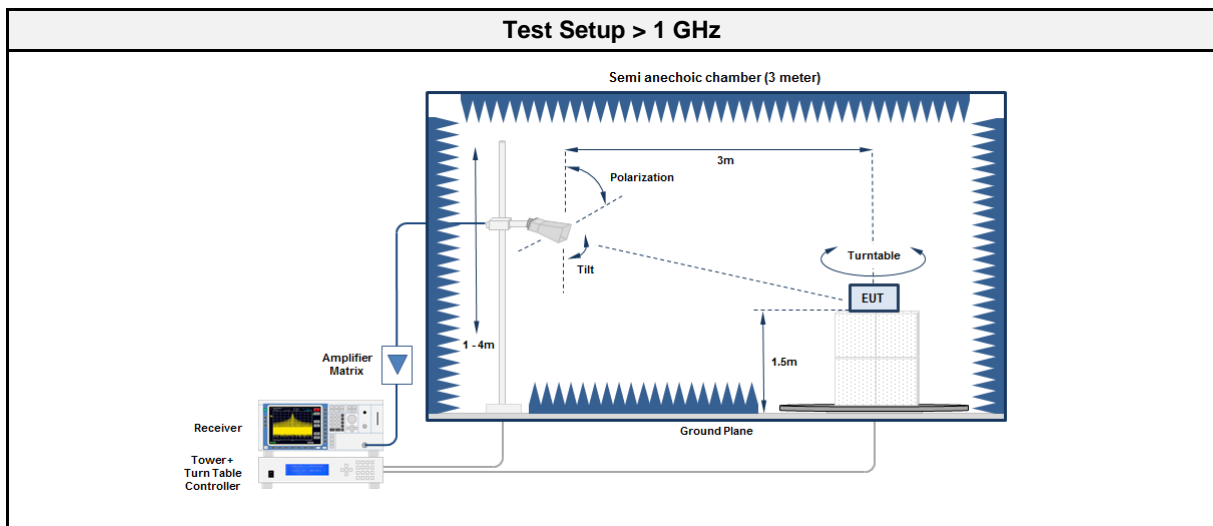 Test Setup > 1 GHz
Semi anechoic chamber (3 meter)
3m
Polarization
Tilt
Turntable
EUT
1 - 4m
1.5m
Amplifier
Matrix
Receiver
Ground Plane
Tower+
Turn Table
Controller